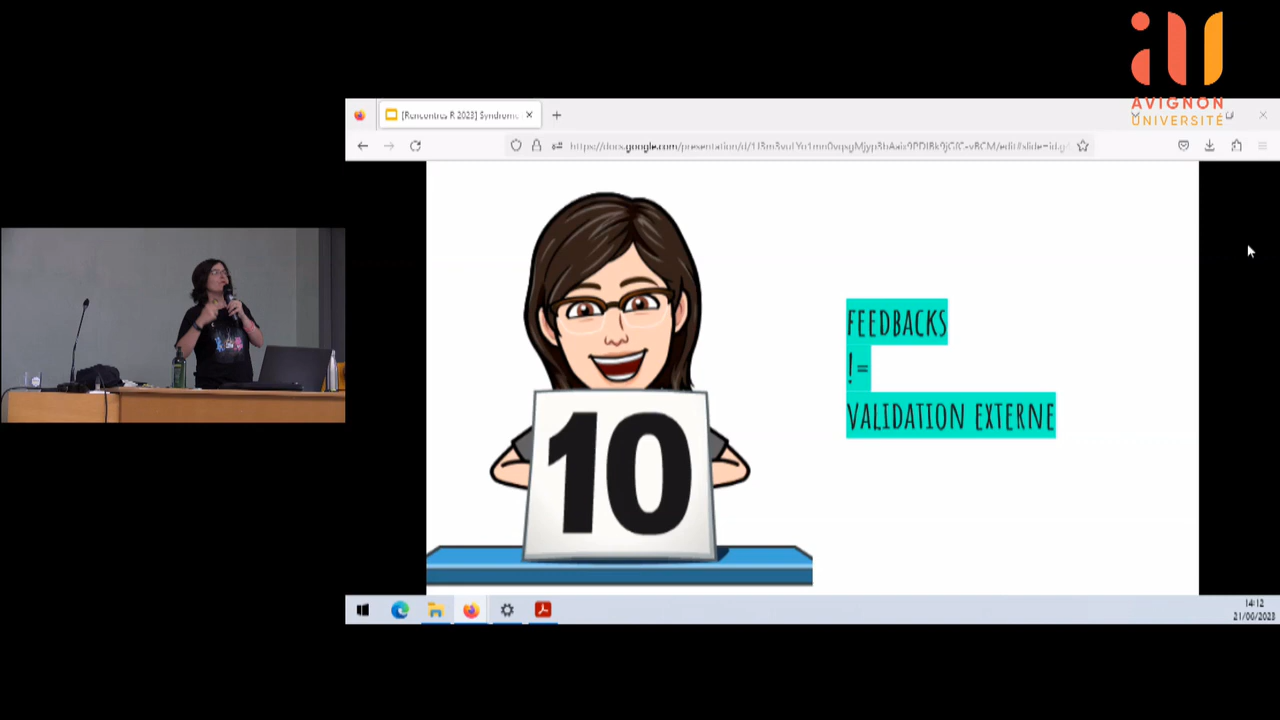 AVIGNON
UNIVERSITÉ
[Rencontres R 2023] Syndrome
FEEDBACKS
!=
VALIDATION EXTERNE
10
14:12
21/06/2023